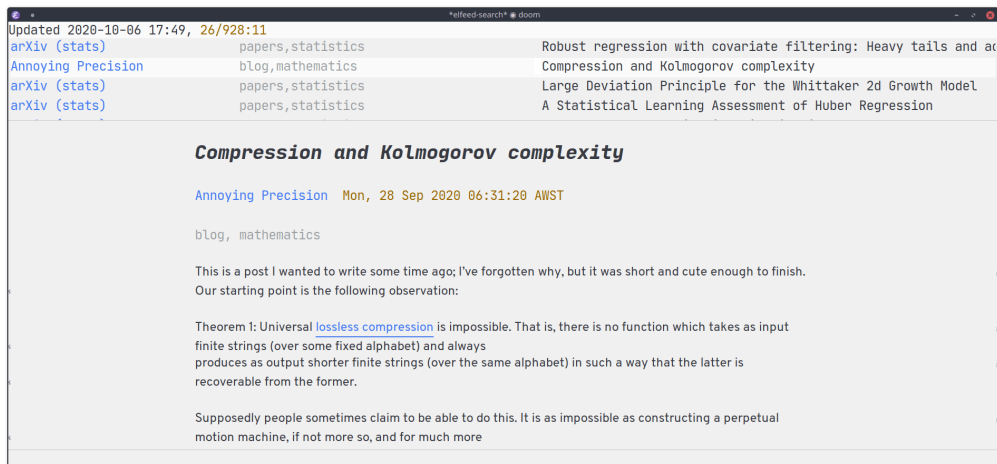 *elfeed-search* ◉ doom
Updated 2020-10-06 17:49, 26/928:11
arXiv (stats) papers,statistics Robust regression with covariate filtering: Heavy tails and
Annoying Precision blog,mathematics Compression and Kolmogorov complexity
arXiv (stats) papers,statistics Large Deviation Principle for the Whittaker 2d Growth Model
arXiv (stats) papers,statistics A Statistical Learning Assessment of Huber Regression
Compression and Kolmogorov complexity
Annoying Precision Mon, 28 Sep 2020 06:31:20 AWST
blog, mathematics
This is a post I wanted to write some time ago; I've forgotten why, but it was short and cute enough to finish.
Our starting point is the following observation:
Theorem 1: Universal lossless compression is impossible. That is, there is no function which takes as input
finite strings (over some fixed alphabet) and always
produces as output shorter finite strings (over the same alphabet) in such a way that the latter is
recoverable from the former.
Supposedly people sometimes claim to be able to do this. It is as impossible as constructing a perpetual
motion machine, if not more so, and for much more